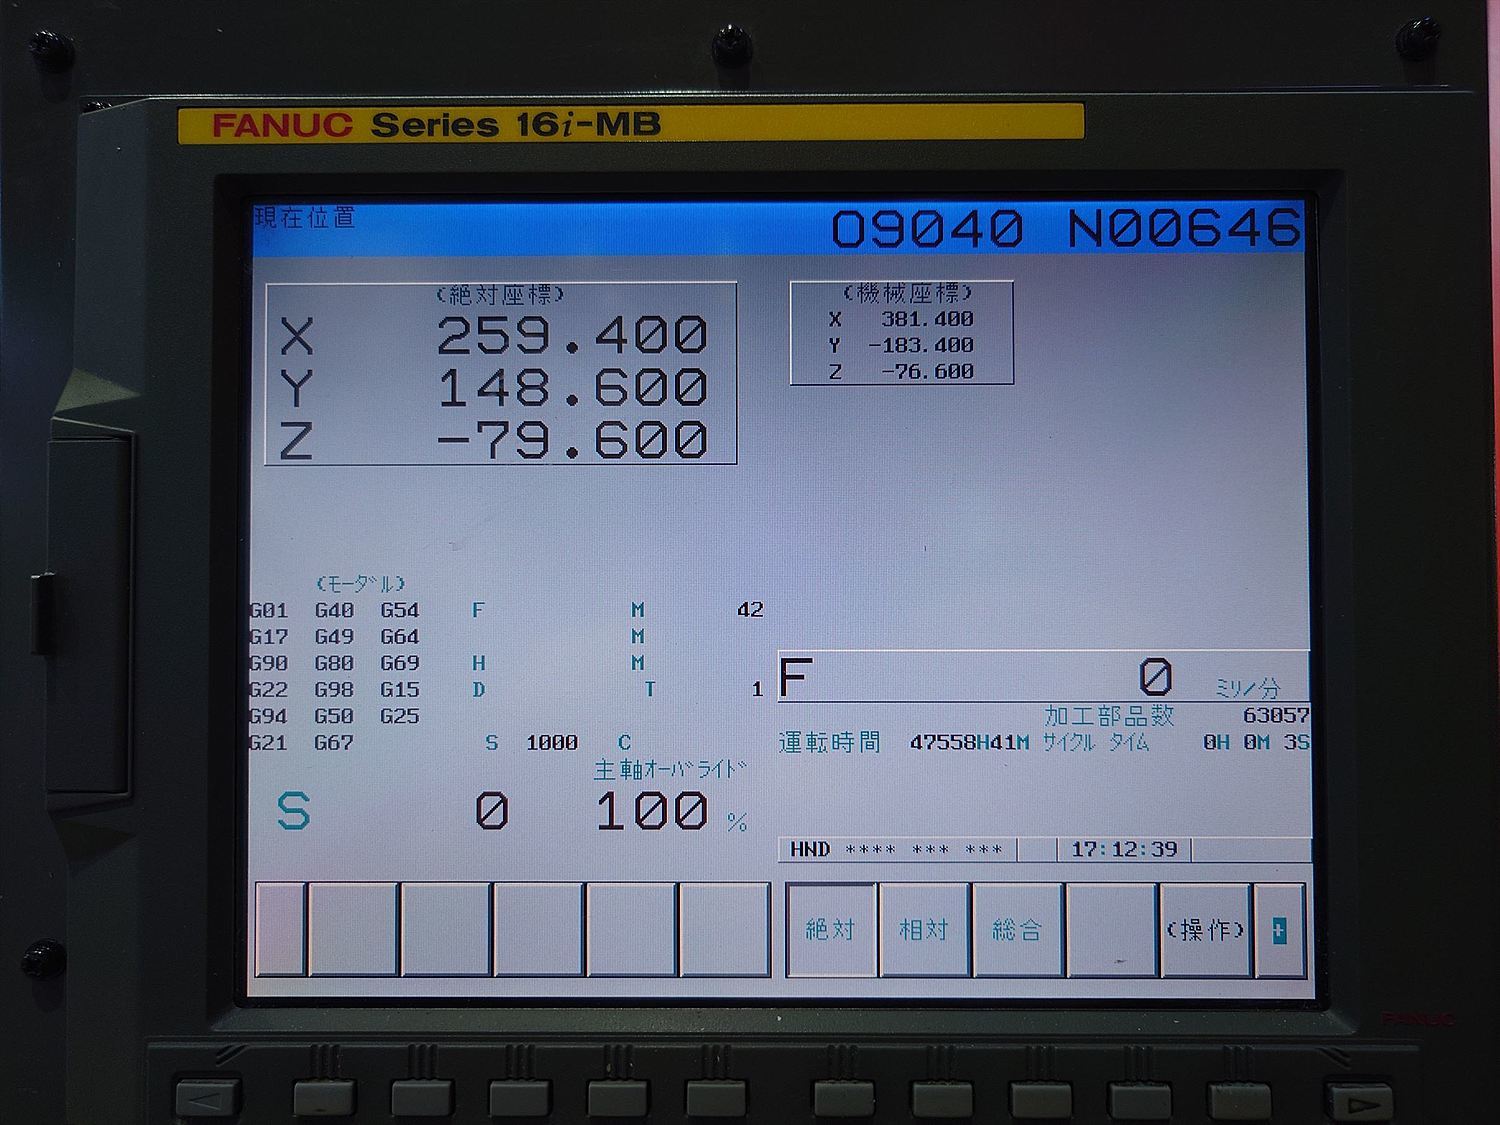 FANUC Series 16i-MB
現在位置 O9040 N00646
(絶対座標)
X 259.400
Y 148.600
Z -79.600
(機械座標)
X 381.400
Y -183.400
Z -76.600
(モーダル)
G01 G40 G54 F M 42
G17 G49 G64 M
G90 G80 G69 H M
G22 G98 G15 D T 1
G94 G50 G25
G21 G67 S 1000 C
主軸オーバライド
S 0 100 %
F 0 ミリ/分
加工部品数 63057
運転時間 47558H41M サイクル タイム 0H 0M 3S
HND **** *** *** 17:12:39
絶対 相対 総合 (操作) +
FANUC